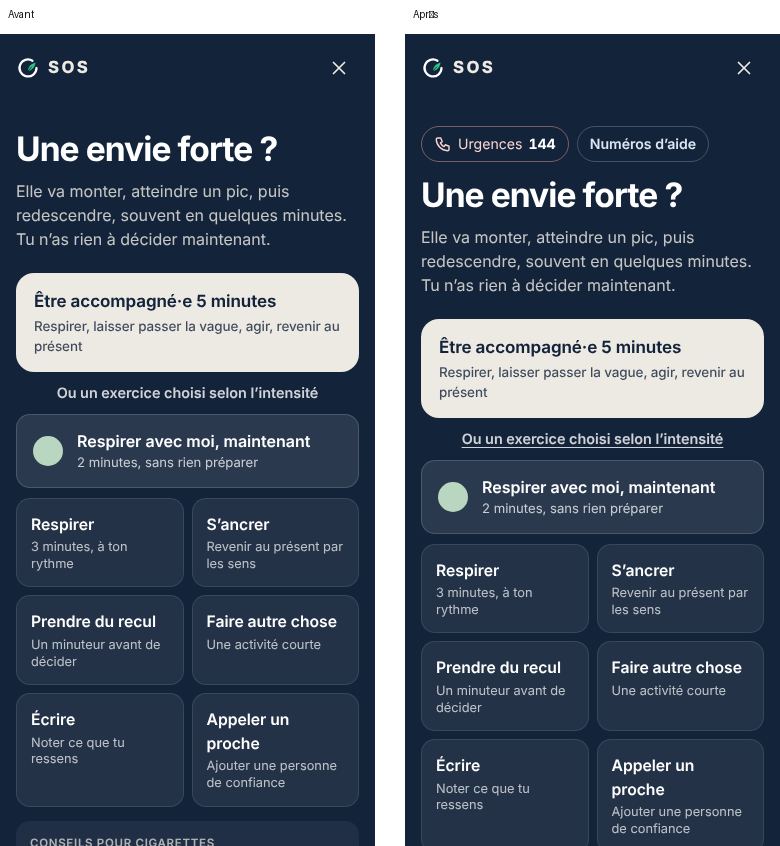 Avant
SOS
Une envie forte ?
Elle va monter, atteindre un pic, puis
redescendre, souvent en quelques minutes.
Tu n’as rien à décider maintenant.
Être accompagné·e 5 minutes
Respirer, laisser passer la vague, agir, revenir au
présent
Ou un exercice choisi selon l’intensité
Respirer avec moi, maintenant
2 minutes, sans rien préparer
Respirer
3 minutes, à ton
rythme
S’ancrer
Revenir au présent par
les sens
Prendre du recul
Un minuteur avant de
décider
Faire autre chose
Une activité courte
Écrire
Noter ce que tu
ressens
Appeler un
proche
Ajouter une personne
de confiance
CONSEILS POUR CIGARETTES
SOS
Urgences 144
Numéros d’aide
Une envie forte ?
Elle va monter, atteindre un pic, puis
redescendre, souvent en quelques minutes.
Tu n’as rien à décider maintenant.
Être accompagné·e 5 minutes
Respirer, laisser passer la vague, agir, revenir au
présent
Ou un exercice choisi selon l’intensité
Respirer avec moi, maintenant
2 minutes, sans rien préparer
Respirer
3 minutes, à ton
rythme
S’ancrer
Revenir au présent par
les sens
Prendre du recul
Un minuteur avant de
décider
Faire autre chose
Une activité courte
Écrire
Noter ce que tu
ressens
Appeler un
proche
Ajouter une personne
de confiance